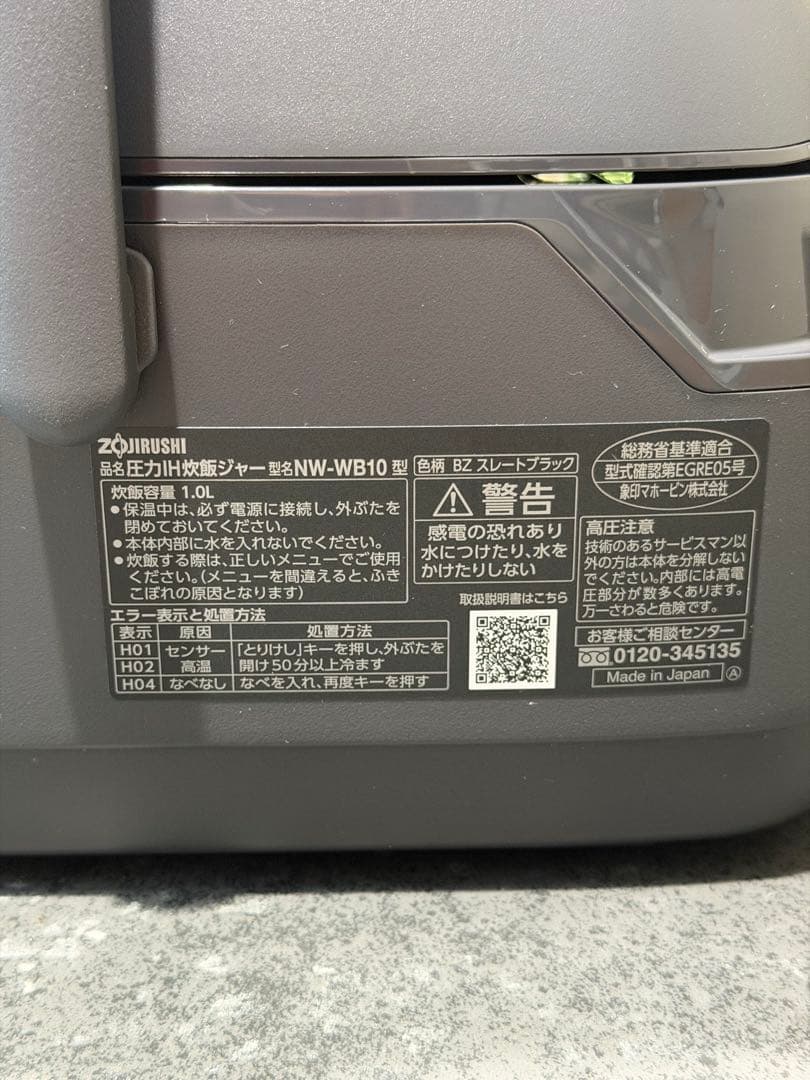 ZOJIRUSHI
品名 圧力IH炊飯ジャー 型名 NW-WB10 型
炊飯容量 1.0L
●保温中は、必ず電源に接続し、外ぶたを
閉めておいてください。
●本体内部に水を入れないでください。
●炊飯する際は、正しいメニューでご使用
ください。(メニューを間違えると、ふき
こぼれの原因となります)
エラー表示と処置方法
表示 原因 処置方法
H01 センサー 「とりけし」キーを押し、外ぶたを
H02 高温 開け50分以上冷ます
H04 なべなし なべを入れ、再度キーを押す
色柄 BZ スレートブラック
警告
感電の恐れあり
水につけたり、水を
かけたりしない
取扱説明書はこちら
総務省基準適合
型式確認第EGRE05号
象印マホービン株式会社
高圧注意
技術のあるサービスマン以
外の方は本体を分解しない
でください。内部には高電
圧部分が数多くあります。
万一さわると危険です。
お客様ご相談センター
0120-345135
Made in Japan Ⓐ